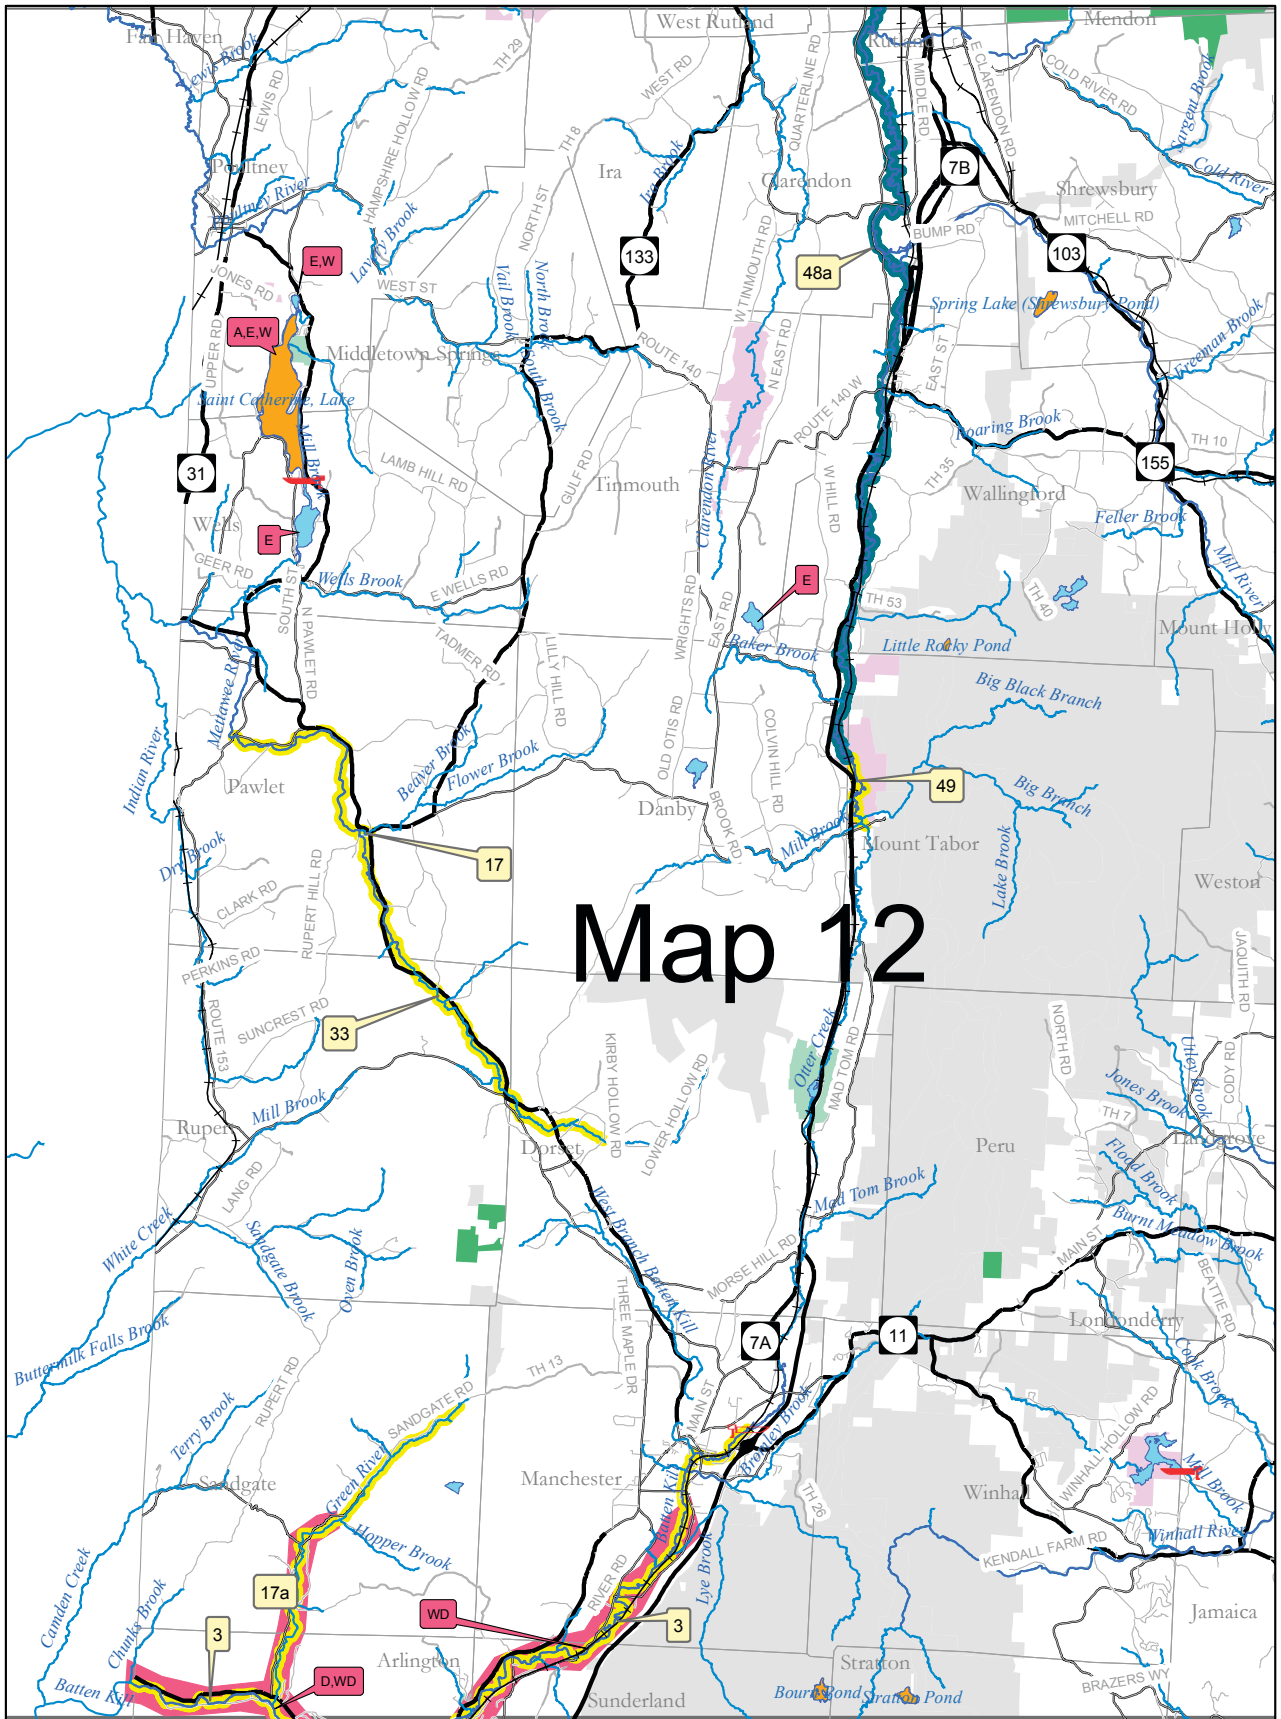 Fair Haven
West Rutland
Rutland
Mendon
Lewis Brook
LEWIS RD
HAMPSHIRE HOLLOW RD
TH 29
WEST RD
QUARTERLINE RD
MIDDLE RD
E CLARENDON RD
COLD RIVER RD
Sargent Brook
Poultney
Poultney River
TH 8
Ira
Ira Brook
Clarendon
7B
Shrewsbury
Cold River
MITCHELL RD
BUMP RD
103
Lavery Brook
NORTH ST
133
W TINMOUTH RD
48a
E,W
JONES RD
WEST ST
Vail Brook
North Brook
Spring Lake (Shrewsbury Pond)
A,E,W
UPPER RD
Middletown Springs
South Brook
ROUTE 140
N EAST RD
EAST ST
Freeman Brook
Saint Catherine, Lake
Mill Brook
ROUTE 140 W
Roaring Brook
TH 10
31
LAMB HILL RD
GULF RD
Tinmouth
Clarendon River
W HILL RD
TH 35
155
Wallingford
Wells
E
Feller Brook
Mill River
GEER RD
SOUTH ST
Wells Brook
E WELLS RD
WRIGHTS RD
EAST RD
E
TH 53
TH 40
Mount Holly
N PAWLET RD
TADMER RD
LILLY HILL RD
Baker Brook
Little Rocky Pond
Mettawee River
Indian River
Big Black Branch
Beaver Brook
Flower Brook
OLD OTIS RD
COLVIN HILL RD
Pawlet
Danby
BROOK RD
49
Big Branch
Mill Brook
Mount Tabor
Lake Brook
Dry Brook
17
Weston
CLARK RD
RUPERT HILL RD
Map 12
PERKINS RD
JAQUITH RD
ROUTE 153
SUNCREST RD
33
KIRBY HOLLOW RD
LOWER HOLLOW RD
Otter Creek
MAD TOM RD
NORTH RD
Utley Brook
CODY RD
Mill Brook
Jones Brook
TH 7
Rupert
Dorset
Peru
Landgrove
LANG RD
Flood Brook
Mad Tom Brook
White Creek
Sandgate Brook
Oven Brook
West Branch Batten Kill
Burnt Meadow Brook
MAIN ST
MORSE HILL RD
BEATTIE RD
THREE MAPLE DR
Buttermilk Falls Brook
7A
11
Londonderry
Cook Brook
RUPERT RD
TH 13
SANDGATE RD
MAIN ST
Terry Brook
Bromley Brook
WINHALL HOLLOW RD
Sandgate
Green River
Manchester
Batten Kill
TH 26
Winhall
Mill Brook
Hopper Brook
Winhall River
KENDALL FARM RD
Camden Creek
Chunks Brook
17a
RIVER RD
Lye Brook
WD
3
3
Jamaica
Arlington
D,WD
Stratton
BRAZERS WY
Batten Kill
Sunderland
Bourn Pond
Stratton Pond